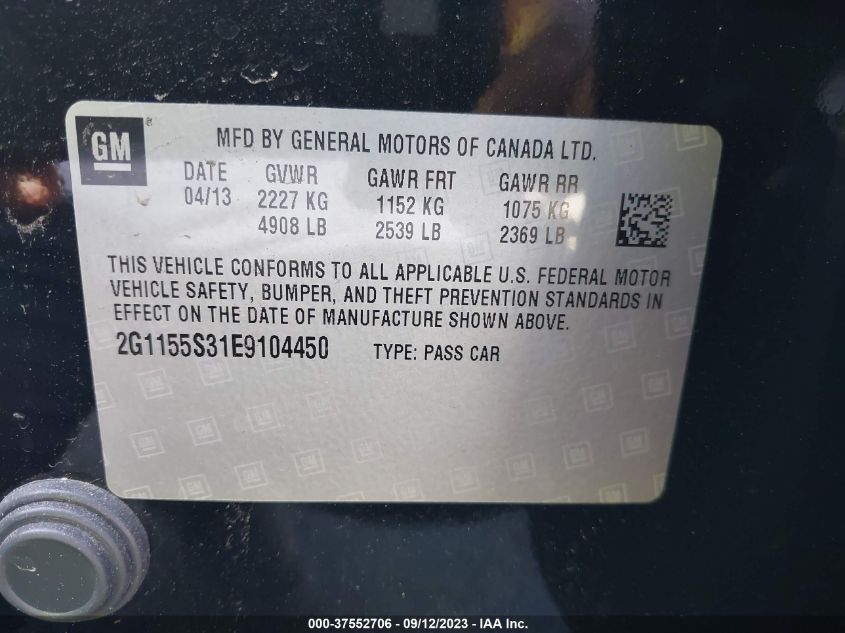 GM ®
MFD BY GENERAL MOTORS OF CANADA LTD.
DATE GVWR GAWR FRT GAWR RR
04/13 2227 KG 1152 KG 1075 KG
4908 LB 2539 LB 2369 LB
THIS VEHICLE CONFORMS TO ALL APPLICABLE U.S. FEDERAL MOTOR
VEHICLE SAFETY, BUMPER, AND THEFT PREVENTION STANDARDS IN
EFFECT ON THE DATE OF MANUFACTURE SHOWN ABOVE.
2G1155S31E9104450 TYPE: PASS CAR
000-37552706 - 09/12/2023 - IAA Inc.